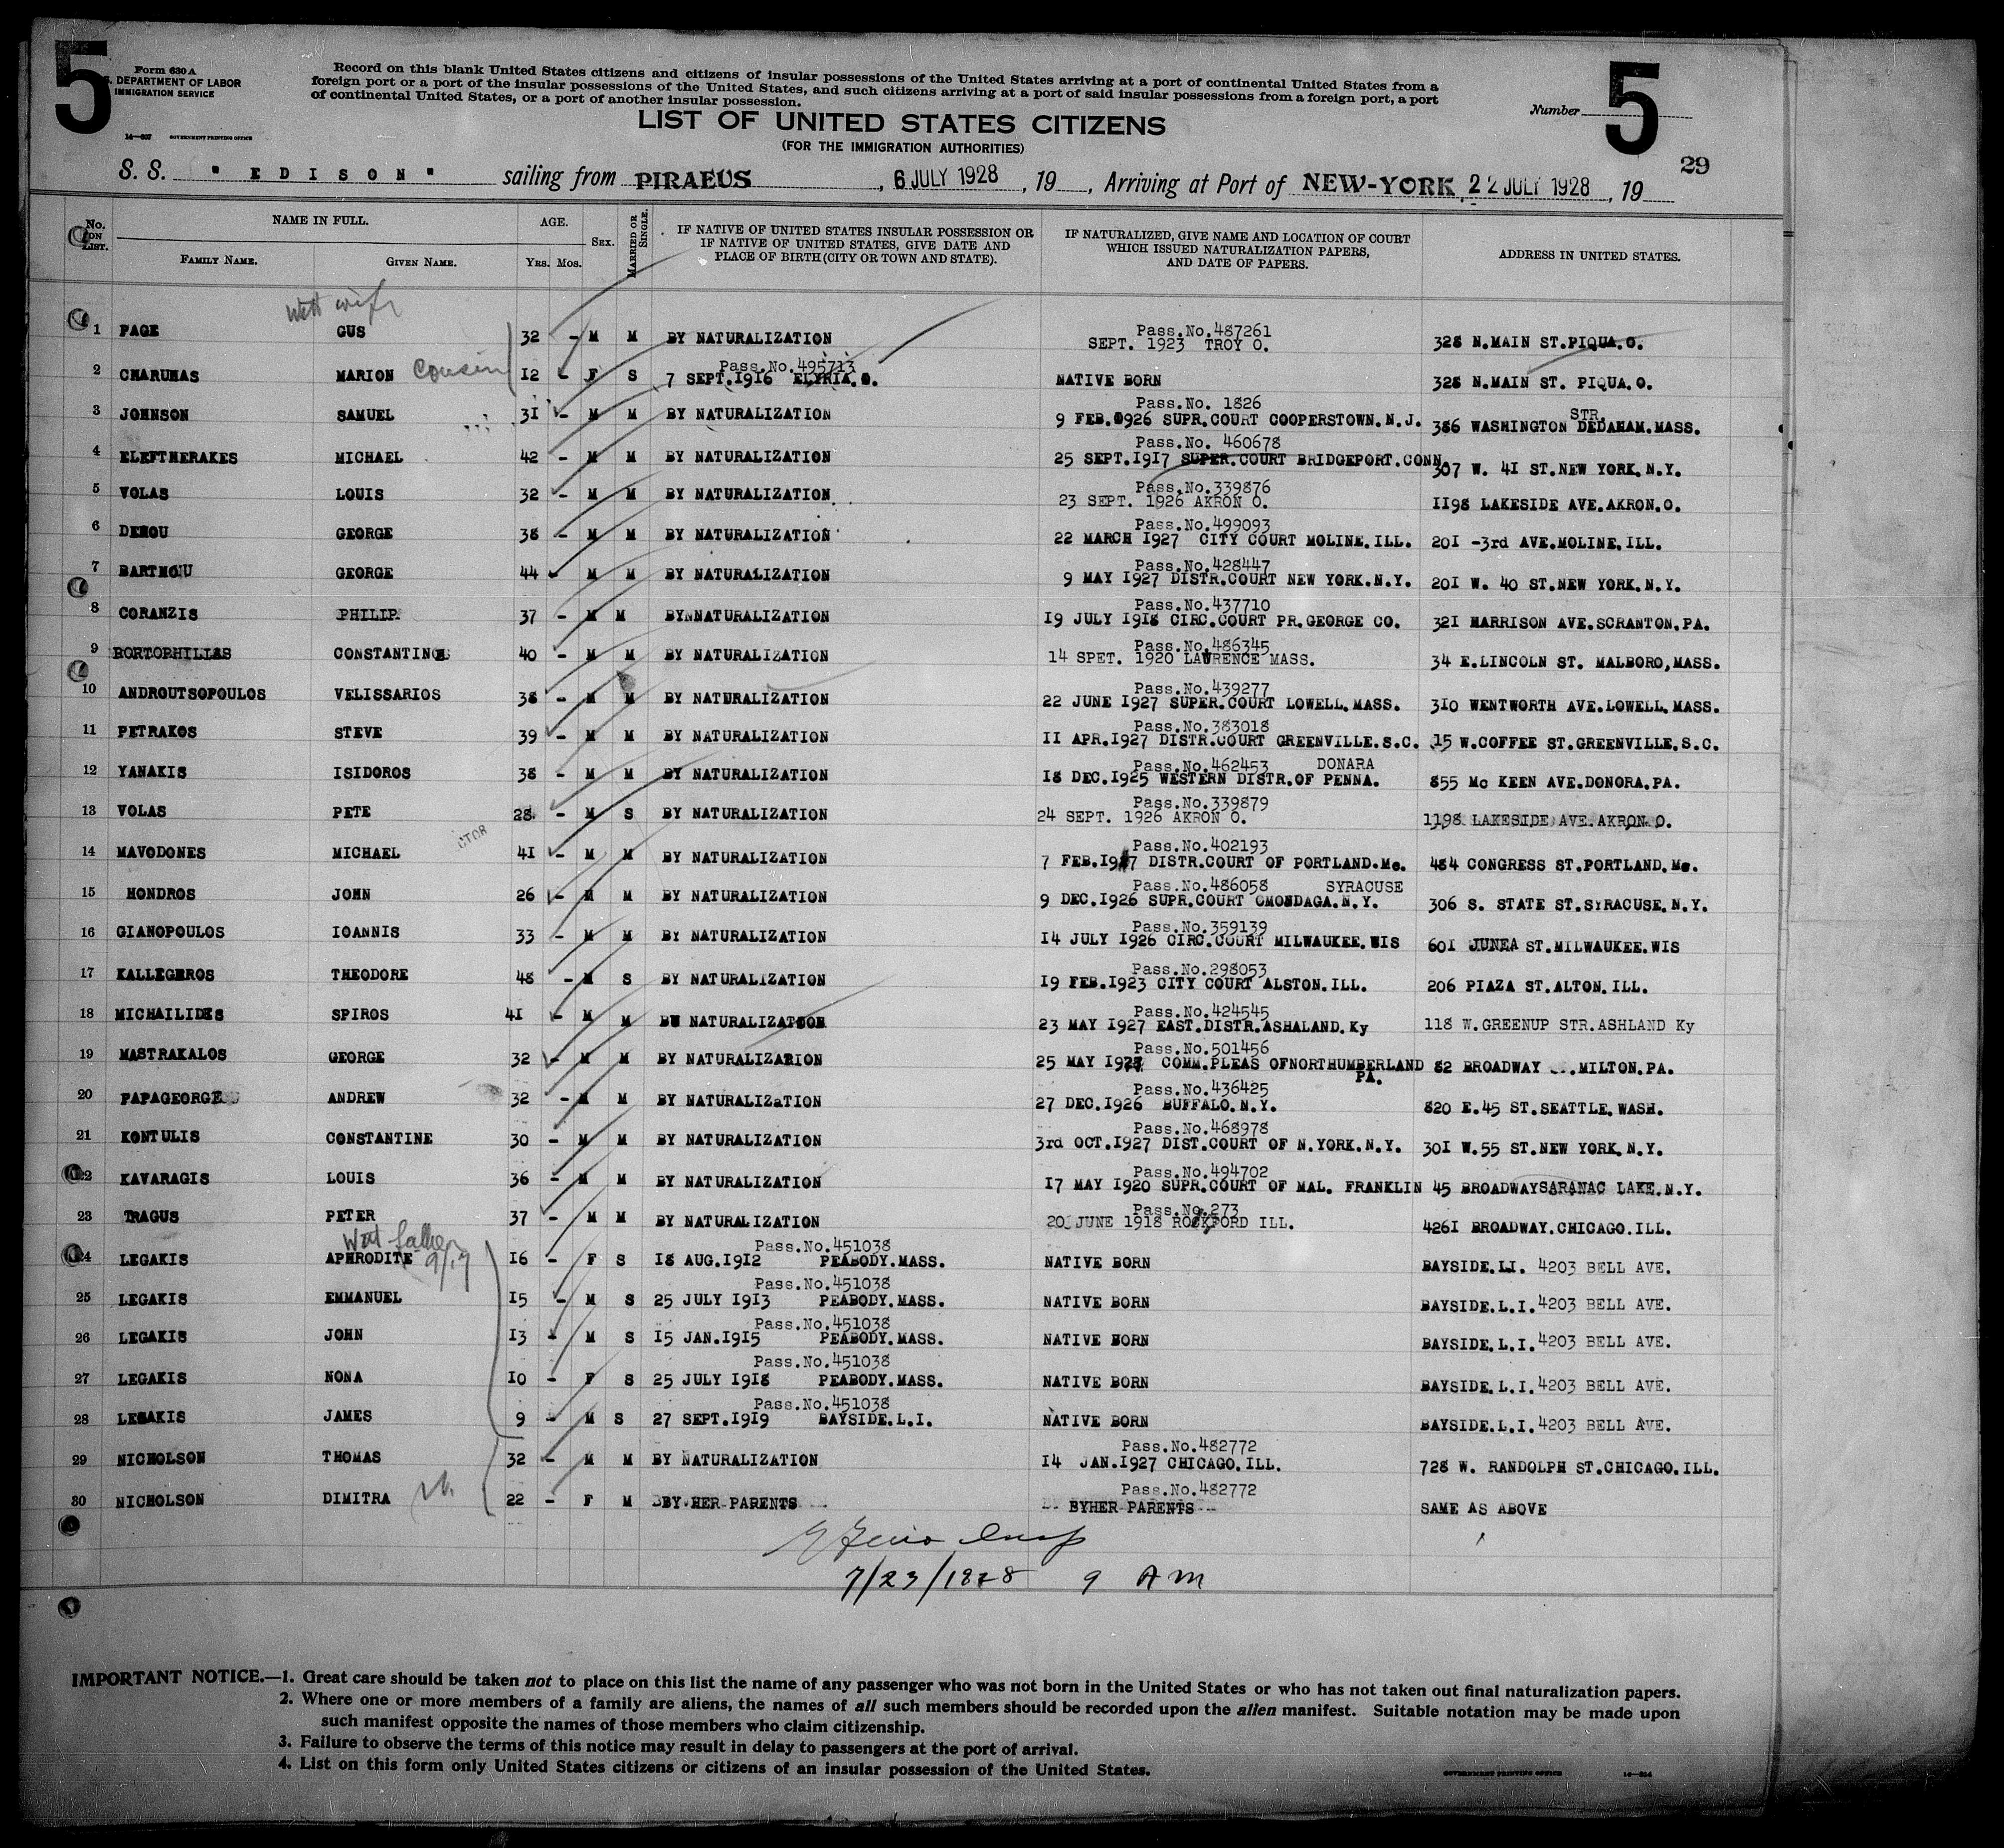 5
Form 630 A
S. DEPARTMENT OF LABOR
IMMIGRATION SERVICE
14—637 GOVERNMENT PRINTING OFFICE
Record on this blank United States citizens and citizens of insular possessions of the United States arriving at a port of continental United States from a
foreign port or a port of the insular possessions of the United States, and such citizens arriving at a port of said insular possessions from a foreign port, a port
of continental United States, or a port of another insular possession.
LIST OF UNITED STATES CITIZENS
(FOR THE IMMIGRATION AUTHORITIES)
Number 5
29
S. S. "EDISON" sailing from PIRAEUS, 6 JULY 1928, 19 , Arriving at Port of NEW-YORK, 22 JULY 1928, 19
No. ON LIST. NAME IN FULL. FAMILY NAME. GIVEN NAME. AGE. YRS. MOS. SEX. MARRIED OR SINGLE. IF NATIVE OF UNITED STATES INSULAR POSSESSION OR IF NATIVE OF UNITED STATES, GIVE DATE AND PLACE OF BIRTH (CITY OR TOWN AND STATE). IF NATURALIZED, GIVE NAME AND LOCATION OF COURT WHICH ISSUED NATURALIZATION PAPERS, AND DATE OF PAPERS. ADDRESS IN UNITED STATES.
with wife
1 PAGE GUS 32 - M M BY NATURALIZATION Pass.No.487261 SEPT. 1923 TROY O. 328 N.MAIN ST.PIQUA.O.
2 CHARUHAS MARION cousin 12 - F S Pass.No.495713 7 SEPT.1916 ELYRIA.O. NATIVE BORN 328 N.MAIN ST. PIQUA.O.
3 JOHNSON SAMUEL 31 - M M BY NATURALIZATION Pass.No. 1826 9 FEB. 1926 SUPR.COURT COOPERSTOWN.N.J. 386 WASHINGTON STR. DEDAHAM.MASS.
4 ELEFTHERAKES MICHAEL 42 - M M BY NATURALIZATION Pass.No. 460678 25 SEPT.1917 SUPER.COURT BRIDGEPORT.CONN. 307 W. 41 ST.NEW YORK.N.Y.
5 VOLAS LOUIS 32 - M M BY NATURALIZATION Pass.No.339876 23 SEPT. 1926 AKRON O. 1198 LAKESIDE AVE.AKRON.O.
6 DEMOU GEORGE 38 - M M BY NATURALIZATION Pass.No.499093 22 MARCH 1927 CITY COURT MOLINE.ILL. 201 -3rd AVE.MOLINE.ILL.
7 BARTHOU GEORGE 44 - M M BY NATURALIZATION Pass.No.428447 9 MAY 1927 DISTR.COURT NEW YORK.N.Y. 201 W. 40 ST.NEW YORK.N.Y.
8 CORANZIS PHILIP 37 - M M BYNNATURALIZATION Pass.No.437710 19 JULY 1918 CIRC.COURT PR.GEORGE CO. 321 HARRISON AVE.SCRANTON.PA.
9 CONSTANTINE 40 - M M BY NATURALIZATION Pass.No.486345 14 SPET. 1920 LAWRENCE MASS. 34 E.LINCOLN ST. MALBORO,MASS.
10 ANDROUTSOPOULOS VELISSARIOS 38 - M M BY NATURALIZATION Pass.No.439277 22 JUNE 1927 SUPER.COURT LOWELL.MASS. 310 WENTWORTH AVE.LOWELL.MASS.
11 PETRAKOS STEVE 39 - M M BY NATURALIZATION Pass.No.383018 11 APR.1927 DISTR.COURT GREENVILLE.S.C. 15 W.COFFEE ST.GREENVILLE.S.C.
12 YANAKIS ISIDOROS 38 - M M BY NATURALIZATION Pass.No.462453 DONARA 18 DEC.1925 WESTERN DISTR.OF PENNA. 855 Mc KEEN AVE.DONORA.PA.
13 VOLAS PETE 28 - M S BY NATURALIZATION Pass.No.339879 24 SEPT. 1926 AKRON O. 1198 LAKESIDE AVE.AKRON O.
14 MAVODONES MICHAEL 41 - M M BY NATURALIZATION Pass.No.402193 7 FEB.1917 DISTR.COURT OF PORTLAND.Me. 484 CONGRESS ST.PORTLAND.Me.
15 HONDROS JOHN 26 - M M BY NATURALIZATION Pass.No.486058 SYRACUSE 9 DEC.1926 SUPR.COURT OMONDAGA.N.Y. 306 S. STATE ST.SYRACUSE.N.Y.
16 GIANOPOULOS IOANNIS 33 - M M BY NATURALIZATION Pass.No.359139 14 JULY 1926 CIRC.COURT MILWAUKEE.WIS 601 JUNEA ST.MILWAUKEE.WIS
17 KALLEGEROS THEODORE 48 - M S BY NATURALIZATION Pass.No.298053 19 FEB.1923 CITY COURT ALSTON.ILL. 206 PIAZA ST.ALTON.ILL.
18 MICHAILIDES SPIROS 41 - M M BY NATURALIZATION Pass.No.424545 23 MAY 1927 EAST.DISTR.ASHALAND.Ky 118 W.GREENUP STR.ASHLAND Ky
19 MASTRAKALOS GEORGE 32 - M M BY NATURALIZATION Pass.No.501456 25 MAY 1927 COMM.PLEAS OFNORTHUMBERLAND PA. 82 BROADWAY MILTON.PA.
20 PAPAGEORGE ANDREW 32 - M M BY NATURALIZaTION Pass.No.436425 27 DEC.1926 BUFFALO.N.Y. 820 E.45 ST.SEATTLE.WASH.
21 KONTULIS CONSTANTINE 30 - M M BY NATURALIZATION Pass.No.468978 3rd OCT.1927 DIST.COURT OF N.YORK.N.Y. 301 W.55 ST.NEW YORK.N.Y.
22 KAVARAGIS LOUIS 36 - M M BY NATURALIZATION Pass.No.494702 17 MAY 1920 SUPR.COURT OF MAL. FRANKLIN 45 BROADWAYSARANAC LAKE.N.Y.
23 TRAGUS PETER 37 - M M BY NATURALIZATION Pass.No.273 20 JUNE 1918 ROCKFORD ILL. 4261 BROADWAY.CHICAGO.ILL.
24 LEGAKIS APHRODITE 16 - F S Pass.No.451038 18 AUG.1912 PEABODY.MASS. NATIVE BORN BAYSIDE.LI. 4203 BELL AVE.
25 LEGAKIS EMMANUEL 15 - M S Pass.No.451038 25 JULY 1913 PEABODY.MASS. NATIVE BORN BAYSIDE.L.I.4203 BELL AVE.
26 LEGAKIS JOHN 13 - M S Pass.No.451038 15 JAN.1915 PEABODY.MASS. NATIVE BORN BAYSIDE.L.I.4203 BELL AVE.
27 LEGAKIS NONA 10 - F S Pass.No.451038 25 JULY 1918 PEABODY.MASS. NATIVE BORN BAYSIDE.L.I.4203 BELL AVE.
28 LEGAKIS JAMES 9 - M S Pass.No.451038 27 SEPT.1919 BAYSIDE.L.I. NATIVE BORN BAYSIDE.L.I.4203 BELL AVE.
29 NICHOLSON THOMAS 32 - M M BY NATURALIZATION Pass.No.482772 14 JAN.1927 CHICAGO.ILL. 728 W. RANDOLPH ST.CHICAGO.ILL.
30 NICHOLSON DIMITRA 22 - F M BY HER PARENTS Pass.No.482772 BYHER PARENTS SAME AS ABOVE
7/23/1928 9 AM
IMPORTANT NOTICE.—1. Great care should be taken not to place on this list the name of any passenger who was not born in the United States or who has not taken out final naturalization papers.
2. Where one or more members of a family are aliens, the names of all such members should be recorded upon the alien manifest. Suitable notation may be made upon
such manifest opposite the names of those members who claim citizenship.
3. Failure to observe the terms of this notice may result in delay to passengers at the port of arrival.
4. List on this form only United States citizens or citizens of an insular possession of the United States.
GOVERNMENT PRINTING OFFICE